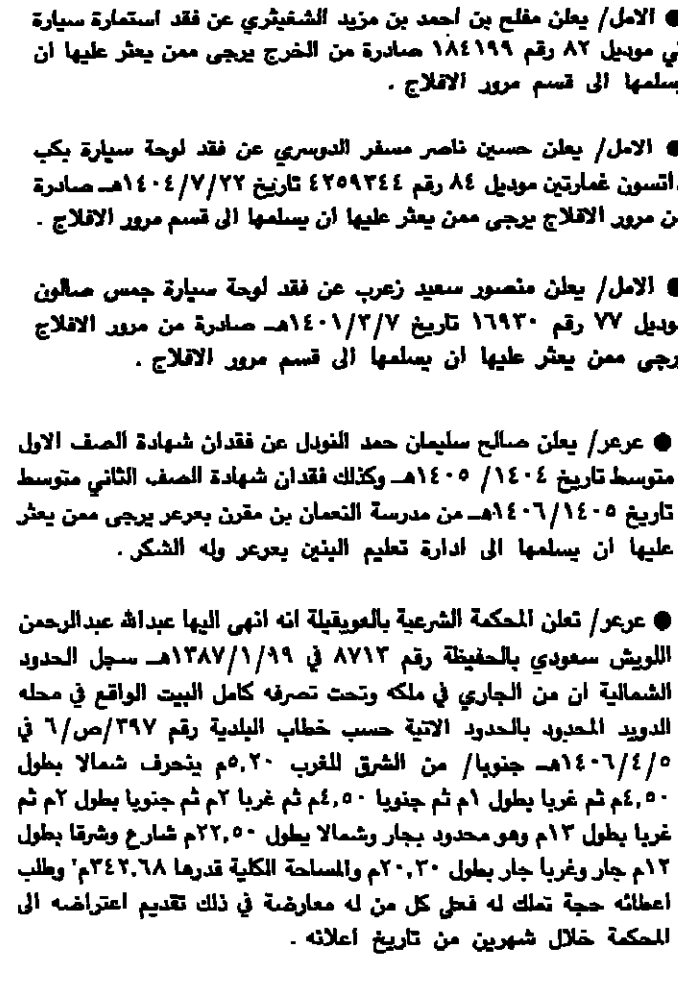 ● الامل/ يعلن مفلح بن احمد بن مزيد الشغيثري عن فقد استمارة سيارة
موديل ٨٢ رقم ١٨٤١٩٩ صادرة من الخرج يرجى ممن يعثر عليها ان
يسلمها الى قسم مرور الافلاج .
● الامل/ يعلن حسين ناصر مسفر الدوسري عن فقد لوحة سيارة بكب
داتسون غمارتين موديل ٨٤ رقم ٤٢٥٩٣٤٤ تاريخ ١٤٠٤/٧/٢٢هـ صادرة
من مرور الافلاج يرجى ممن يعثر عليها ان يسلمها الى قسم مرور الافلاج .
● الامل/ يعلن منصور سعيد زعرب عن فقد لوحة سيارة جمس صالون
موديل ٧٧ رقم ١٦٩٣٠ تاريخ ١٤٠١/٣/٧هـ صادرة من مرور الافلاج
يرجى ممن يعثر عليها ان يسلمها الى قسم مرور الافلاج .
● عرعر/ يعلن صالح سليمان حمد النودل عن فقدان شهادة الصف الاول
متوسط تاريخ ١٤٠٤/ ١٤٠٥هـ وكذلك فقدان شهادة الصف الثاني متوسط
تاريخ ١٤٠٦/١٤٠٥هـ من مدرسة النعمان بن مقرن بعرعر يرجى ممن يعثر
عليها ان يسلمها الى ادارة تعليم البنين بعرعر وله الشكر .
● عرعر/ تعلن المحكمة الشرعية بالعويقيلة انه انهى اليها عبدالله عبدالرحمن
اللويش سعودي بالحفيظة رقم ٨٧١٣ في ١٣٨٧/١/٩٩هـ سجل الحدود
الشمالية ان من الجاري في ملكه وتحت تصرفه كامل البيت الواقع في محله
الدويد المحدود بالحدود الاتية حسب خطاب البلدية رقم ٣٩٧/ص/٦ في
١٤٠٦/٤/٥هـ جنوبا/ من الشرق للغرب ٥,٢٠م ينحرف شمالا بطول
٤,٥٠م ثم غربا بطول ١م ثم جنوبا ٤,٥٠م ثم غربا ٢م ثم جنوبا بطول ٢م ثم
غربا بطول ١٣م وهو محدود بجار وشمالا بطول ٢٢,٥٠م شارع وشرقا بطول
١٢م جار وغربا جار بطول ٢٠,٣٠م والمساحة الكلية قدرها ٣٤٢,٦٨م٢ وطلب
اعطائه حجة تملك له فعلى كل من له معارضة في ذلك تقديم اعتراضه الى
المحكمة خلال شهرين من تاريخ اعلانه .